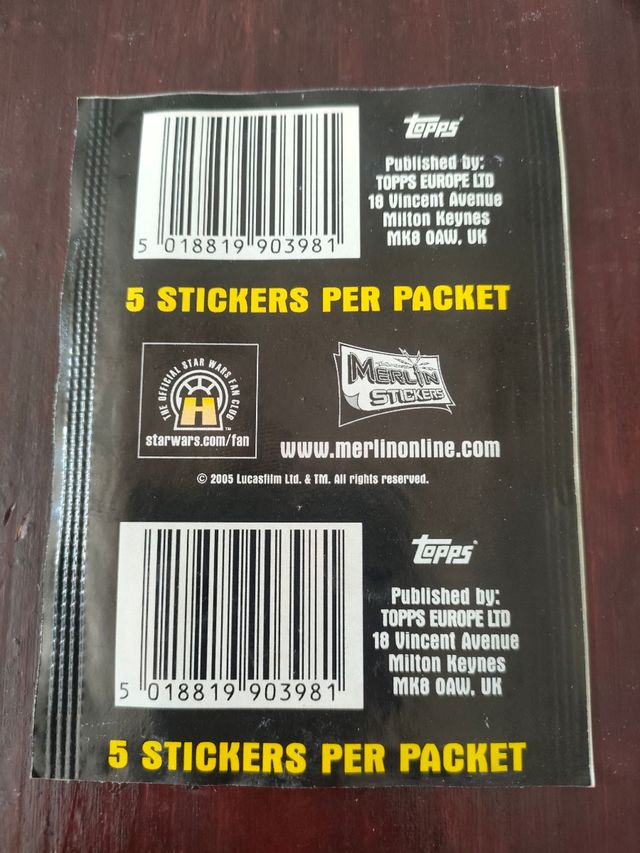 5 018819 903981
Topps
Published by:
TOPPS EUROPE LTD
18 Vincent Avenue
Milton Keynes
MK8 0AW, UK
5 STICKERS PER PACKET
THE OFFICIAL STAR WARS FAN CLUB
H
TM
starwars.com/fan
MERLIN
STICKERS
www.merlinonline.com
© 2005 Lucasfilm Ltd. & TM. All rights reserved.
5 018819 903981
Topps
Published by:
TOPPS EUROPE LTD
18 Vincent Avenue
Milton Keynes
MK8 0AW, UK
5 STICKERS PER PACKET